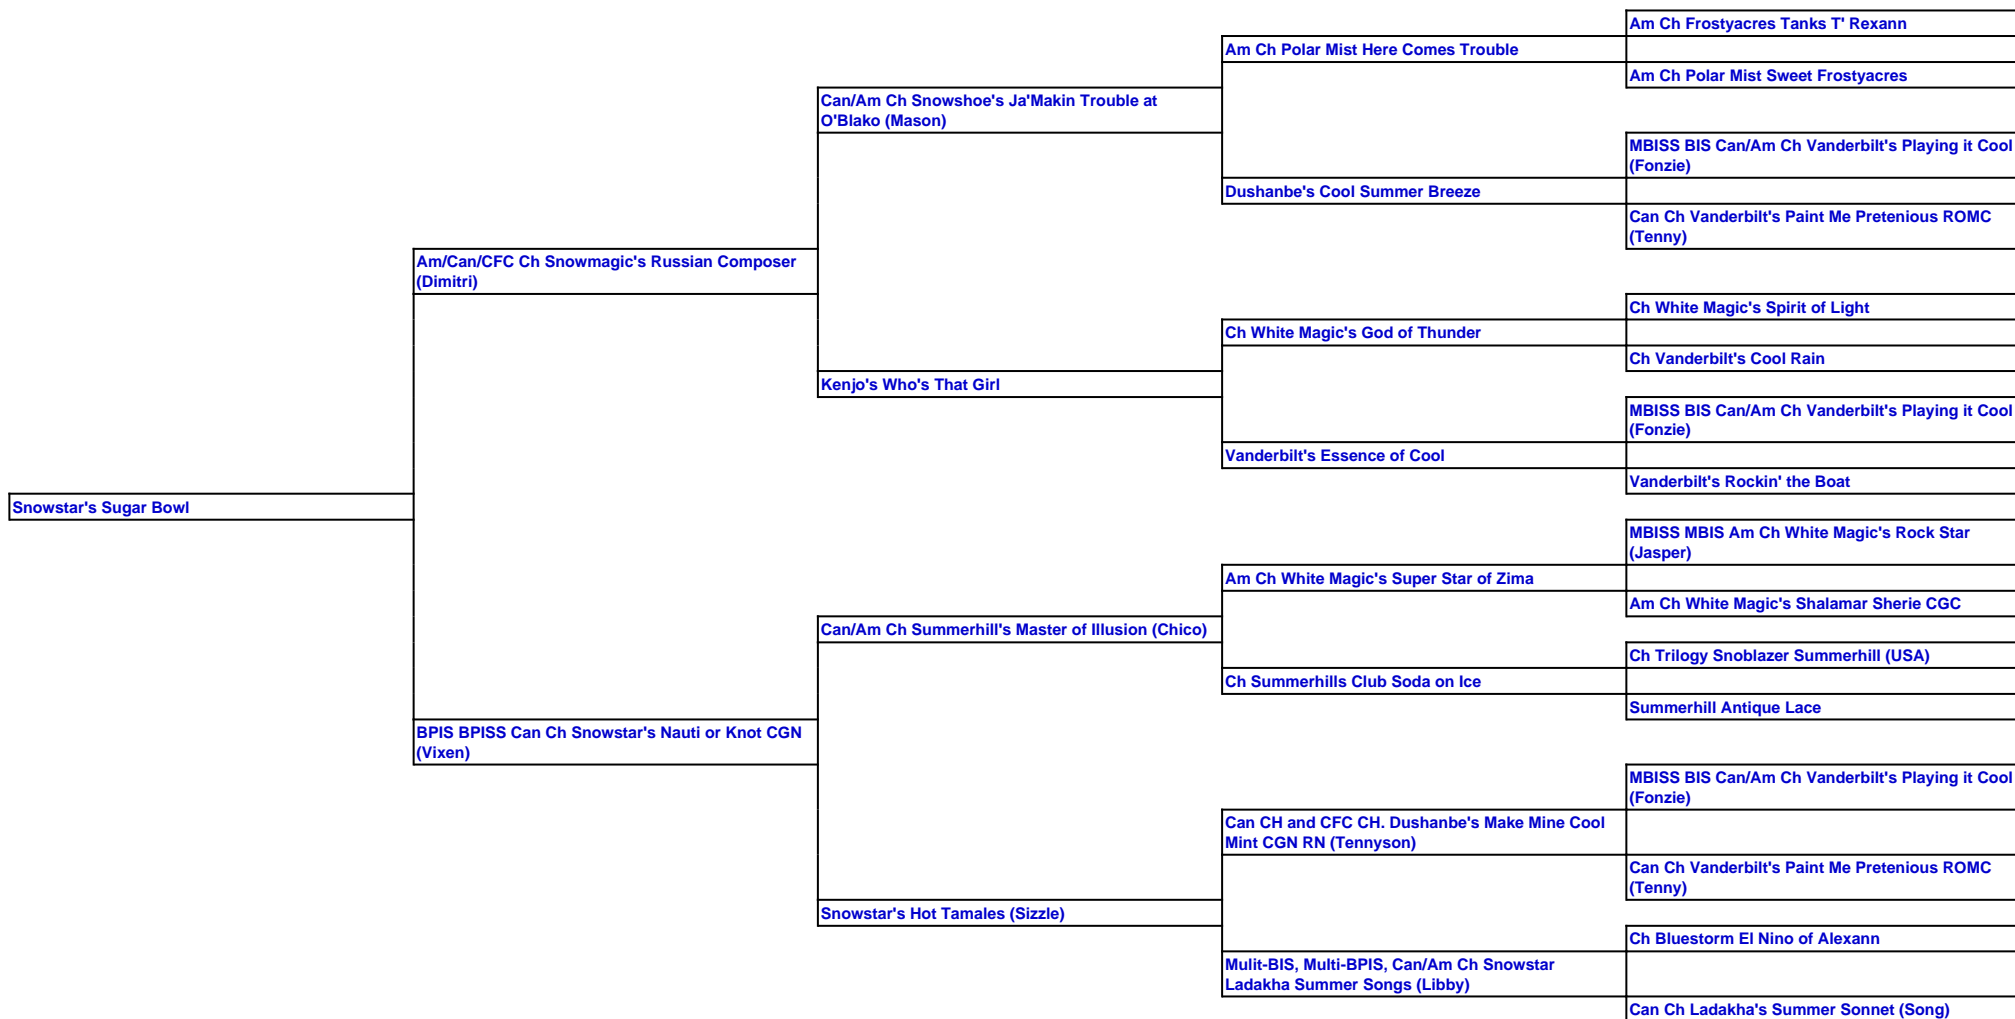 Am Ch Frostyacres Tanks T' Rexann
Am Ch Polar Mist Here Comes Trouble
Am Ch Polar Mist Sweet Frostyacres
Can/Am Ch Snowshoe's Ja'Makin Trouble at
O'Blako (Mason)
MBISS BIS Can/Am Ch Vanderbilt's Playing it Cool
(Fonzie)
Dushanbe's Cool Summer Breeze
Can Ch Vanderbilt's Paint Me Pretenious ROMC
(Tenny)
Am/Can/CFC Ch Snowmagic's Russian Composer
(Dimitri)
Ch White Magic's Spirit of Light
Ch White Magic's God of Thunder
Ch Vanderbilt's Cool Rain
Kenjo's Who's That Girl
MBISS BIS Can/Am Ch Vanderbilt's Playing it Cool
(Fonzie)
Vanderbilt's Essence of Cool
Vanderbilt's Rockin' the Boat
Snowstar's Sugar Bowl
MBISS MBIS Am Ch White Magic's Rock Star
(Jasper)
Am Ch White Magic's Super Star of Zima
Am Ch White Magic's Shalamar Sherie CGC
Can/Am Ch Summerhill's Master of Illusion (Chico)
Ch Trilogy Snoblazer Summerhill (USA)
Ch Summerhills Club Soda on Ice
Summerhill Antique Lace
BPIS BPISS Can Ch Snowstar's Nauti or Knot CGN
(Vixen)
MBISS BIS Can/Am Ch Vanderbilt's Playing it Cool
(Fonzie)
Can CH and CFC CH. Dushanbe's Make Mine Cool
Mint CGN RN (Tennyson)
Can Ch Vanderbilt's Paint Me Pretenious ROMC
(Tenny)
Snowstar's Hot Tamales (Sizzle)
Ch Bluestorm El Nino of Alexann
Mulit-BIS, Multi-BPIS, Can/Am Ch Snowstar
Ladakha Summer Songs (Libby)
Can Ch Ladakha's Summer Sonnet (Song)